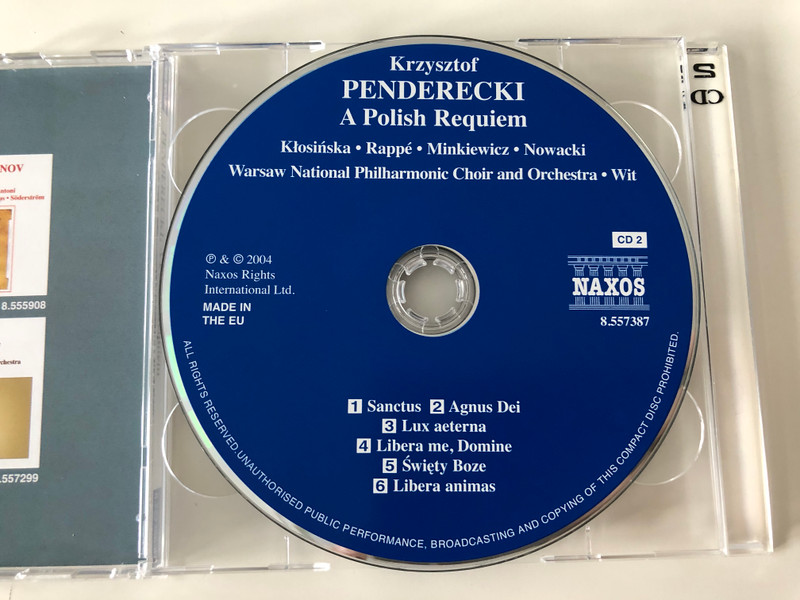 Krzysztof
PENDERECKI
A Polish Requiem
Kłosińska • Rappé • Minkiewicz • Nowacki
Warsaw National Philharmonic Choir and Orchestra • Wit
CD 2
℗ & © 2004
Naxos Rights
International Ltd.
MADE IN
THE EU
NAXOS
8.557387
1 Sanctus 2 Agnus Dei
3 Lux aeterna
4 Libera me, Domine
5 Święty Boze
6 Libera animas
ALL RIGHTS RESERVED. UNAUTHORISED PUBLIC PERFORMANCE, BROADCASTING AND COPYING OF THIS COMPACT DISC PROHIBITED.
2 CD
NOV
Söderström
8.555908
.557299